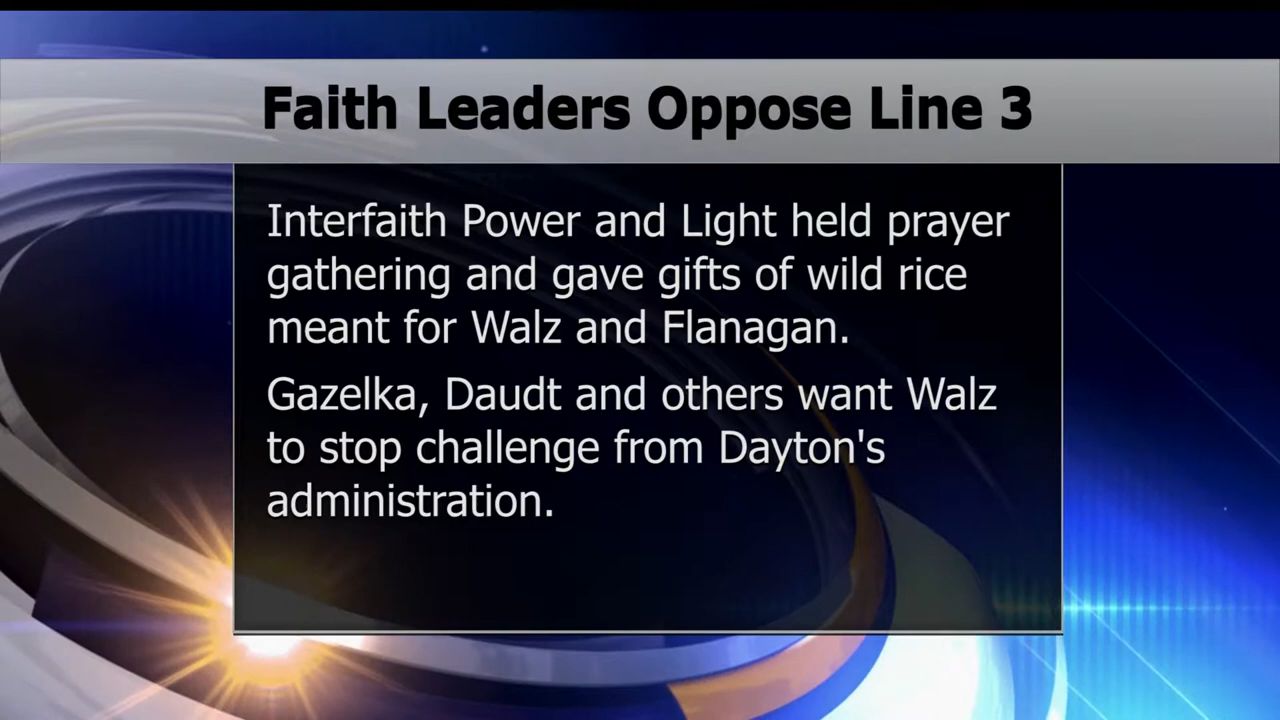 Faith Leaders Oppose Line 3
Interfaith Power and Light held prayer
gathering and gave gifts of wild rice
meant for Walz and Flanagan.
Gazelka, Daudt and others want Walz
to stop challenge from Dayton's
administration.